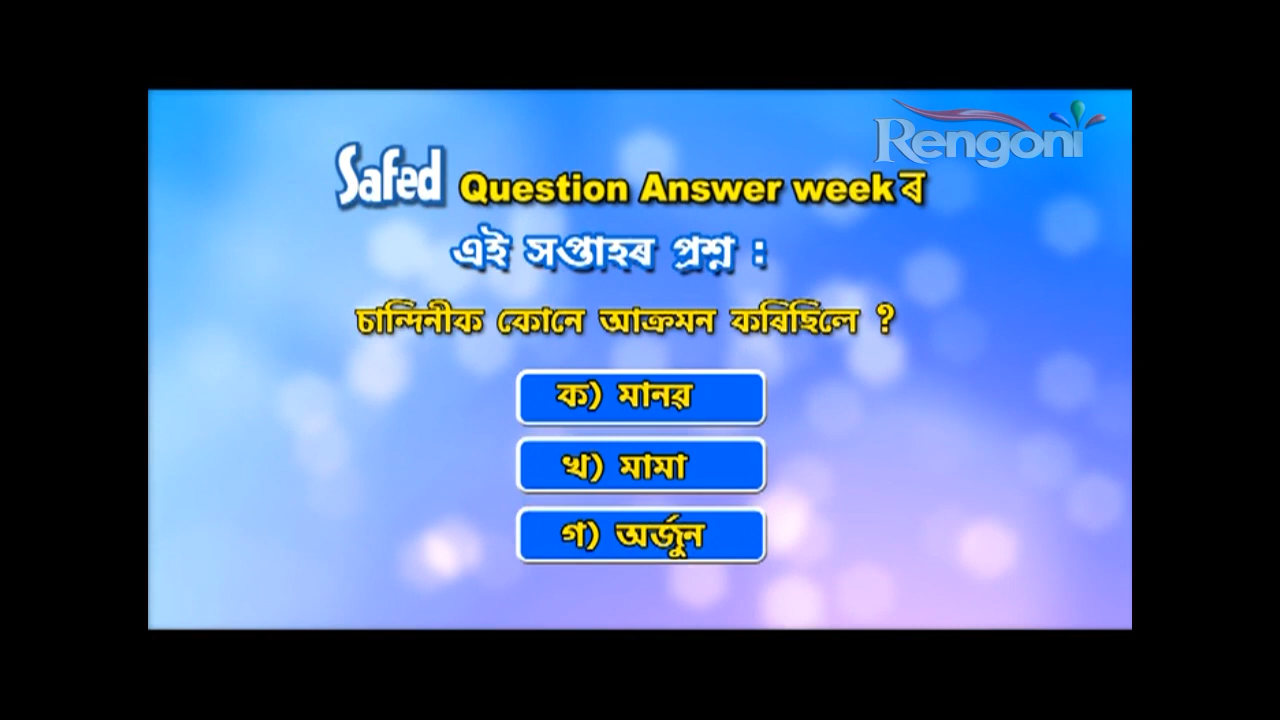 Rengoni
Safed Question Answer weekৰ
এই সপ্তাহৰ প্ৰশ্ন :
চান্দিনীক কোনে আক্ৰমন কৰিছিলে ?
ক) মানৱ
খ) মামা
গ) অৰ্জুন